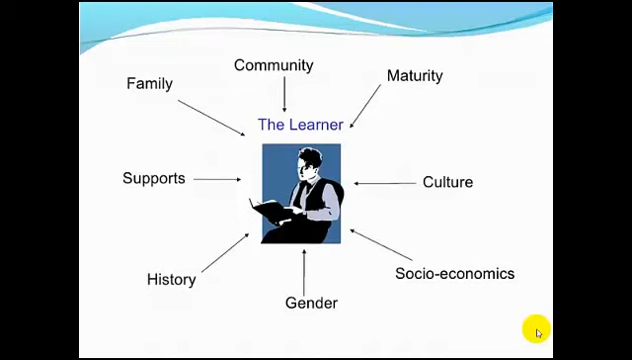 Community
Family
Maturity
The Learner
Supports
Culture
History
Socio-economics
Gender